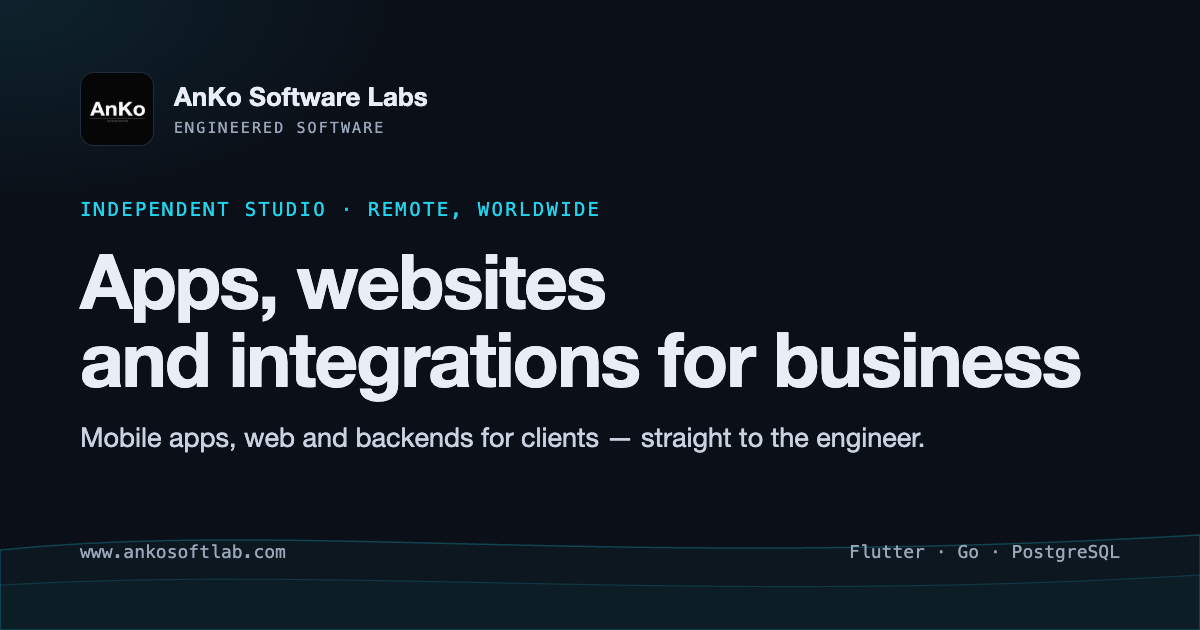 AnKo
AnKo Software Labs
ENGINEERED SOFTWARE
INDEPENDENT STUDIO · REMOTE, WORLDWIDE
Apps, websites
and integrations for business
Mobile apps, web and backends for clients — straight to the engineer.
www.ankosoftlab.com
Flutter · Go · PostgreSQL